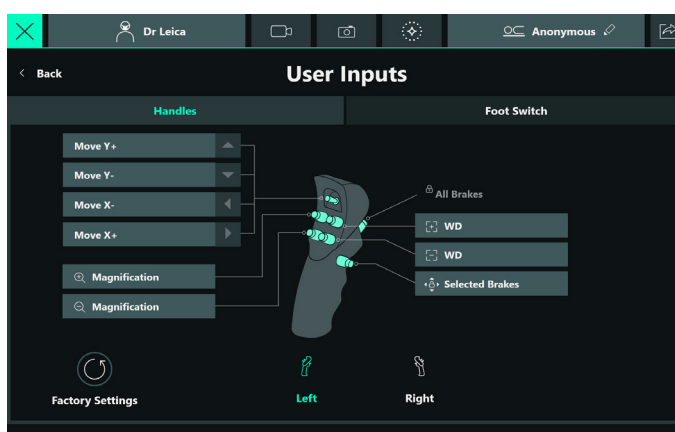 Dr Leica
Anonymous
Back
User Inputs
Handles
Foot Switch
Move Y+
Move Y-
Move X-
Move X+
Magnification
Magnification
All Brakes
WD
WD
Selected Brakes
Factory Settings
Left
Right